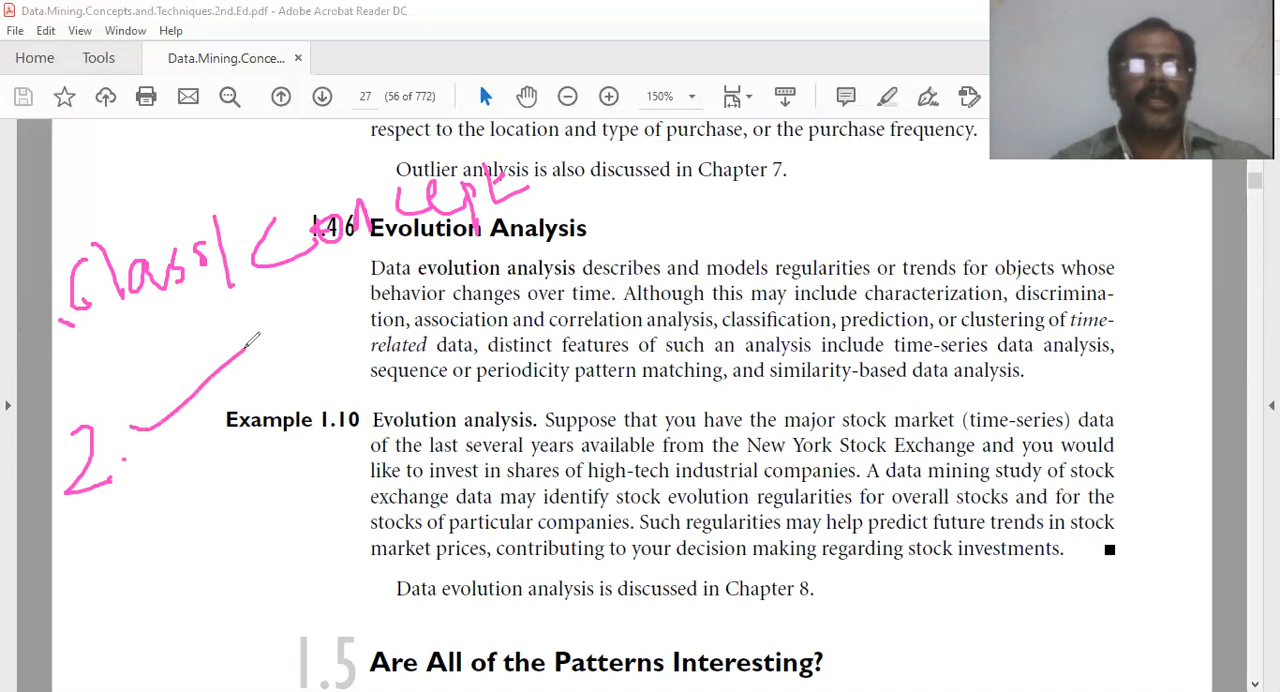 Data.Mining.Concepts.and.Techniques.2nd.Ed.pdf - Adobe Acrobat Reader DC
File Edit View Window Help
Home Tools Data.Mining.Conce... ×
27 (56 of 772) 150%
respect to the location and type of purchase, or the purchase frequency.
Outlier analysis is also discussed in Chapter 7.
Class/Concept
1.4.6 Evolution Analysis
Data evolution analysis describes and models regularities or trends for objects whose
behavior changes over time. Although this may include characterization, discrimina-
tion, association and correlation analysis, classification, prediction, or clustering of time-
related data, distinct features of such an analysis include time-series data analysis,
sequence or periodicity pattern matching, and similarity-based data analysis.
2.
Example 1.10 Evolution analysis. Suppose that you have the major stock market (time-series) data
of the last several years available from the New York Stock Exchange and you would
like to invest in shares of high-tech industrial companies. A data mining study of stock
exchange data may identify stock evolution regularities for overall stocks and for the
stocks of particular companies. Such regularities may help predict future trends in stock
market prices, contributing to your decision making regarding stock investments.
Data evolution analysis is discussed in Chapter 8.
1.5 Are All of the Patterns Interesting?